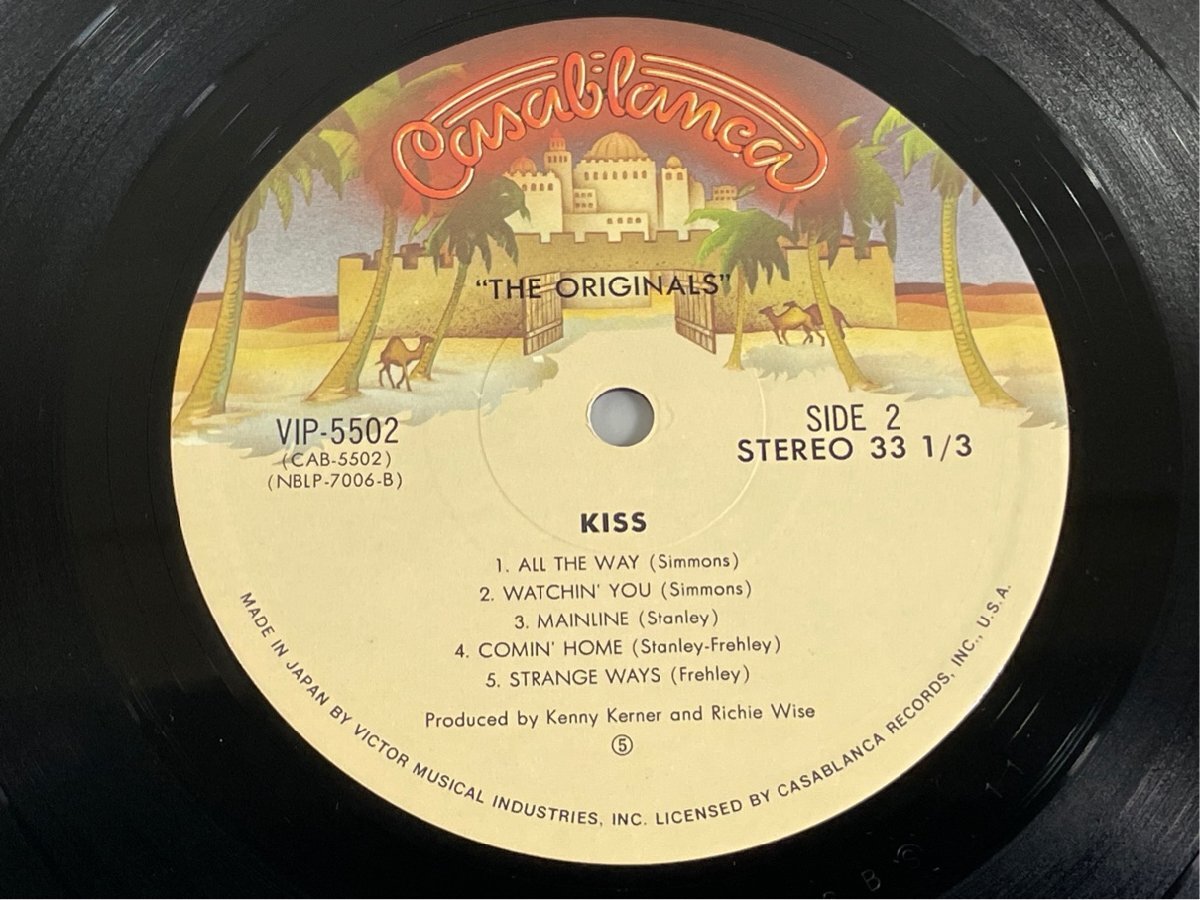 Casablanca
"THE ORIGINALS"
VIP-5502
(CAB-5502)
(NBLP-7006-B)
SIDE 2
STEREO 33 1/3
KISS
1. ALL THE WAY (Simmons)
2. WATCHIN' YOU (Simmons)
3. MAINLINE (Stanley)
4. COMIN' HOME (Stanley-Frehley)
5. STRANGE WAYS (Frehley)
Produced by Kenny Kerner and Richie Wise
⑤
MADE IN JAPAN BY VICTOR MUSICAL INDUSTRIES, INC. LICENSED BY CASABLANCA RECORDS, INC., U.S.A.